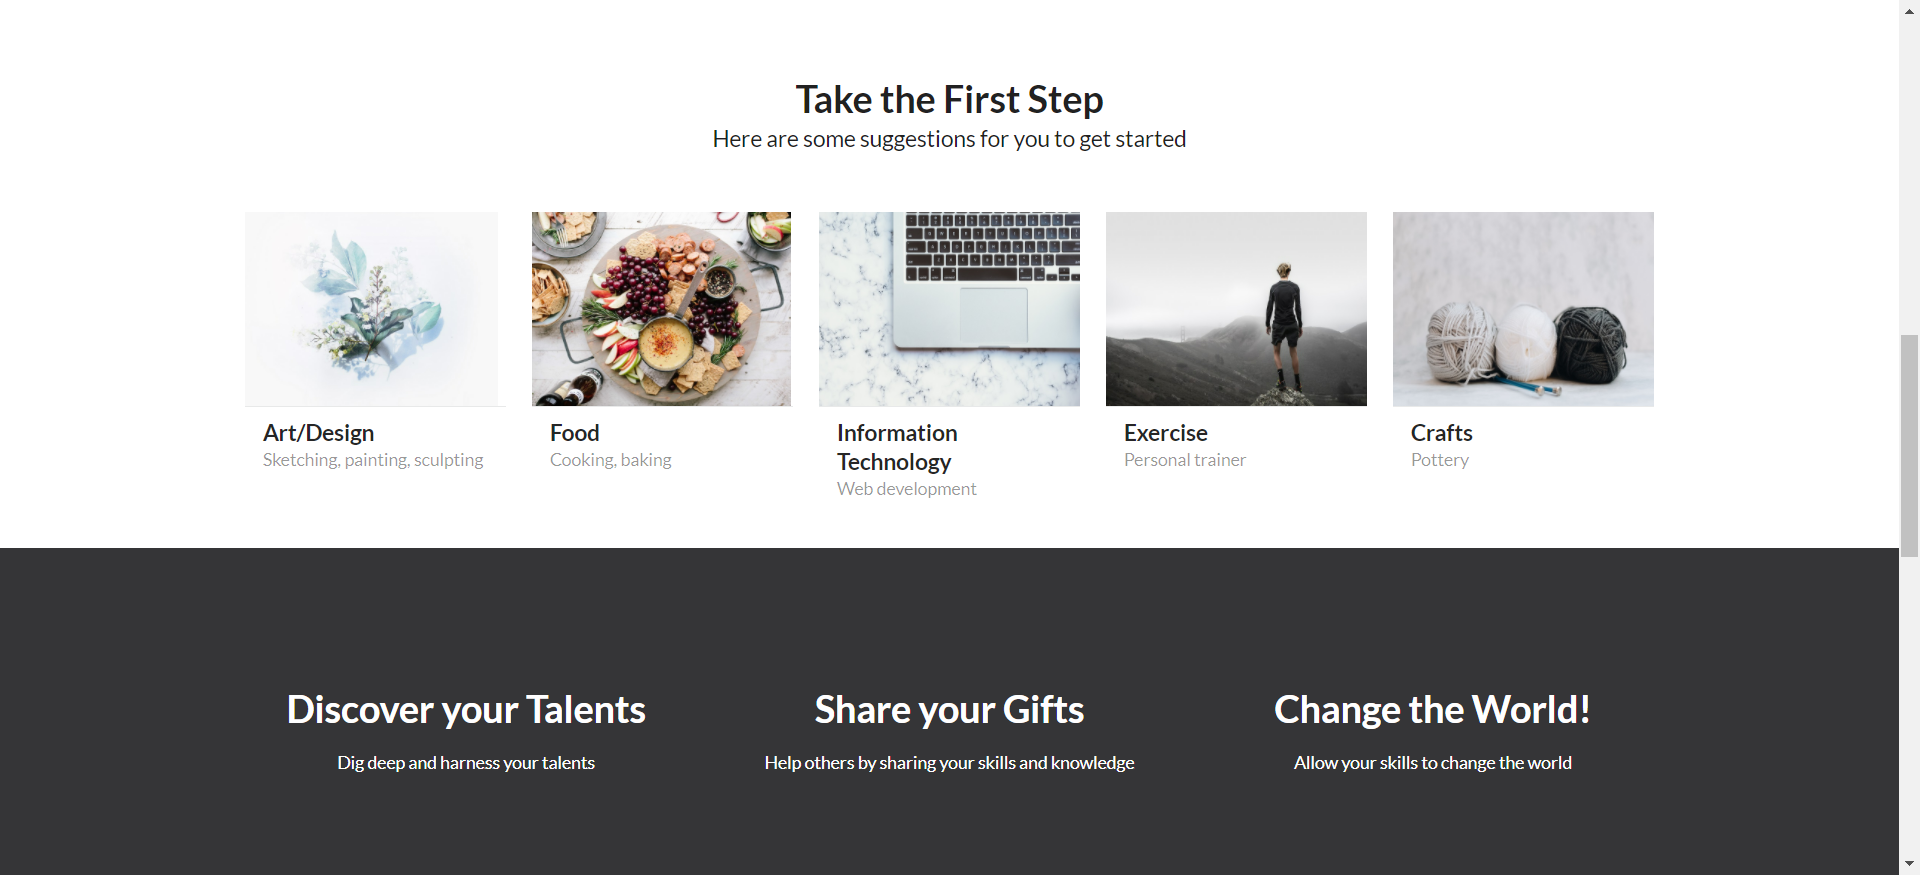 Take the First Step
Here are some suggestions for you to get started
Art/Design
Sketching, painting, sculpting
Food
Cooking, baking
Information
Technology
Web development
Exercise
Personal trainer
Crafts
Pottery
Discover your Talents
Dig deep and harness your talents
Share your Gifts
Help others by sharing your skills and knowledge
Change the World!
Allow your skills to change the world